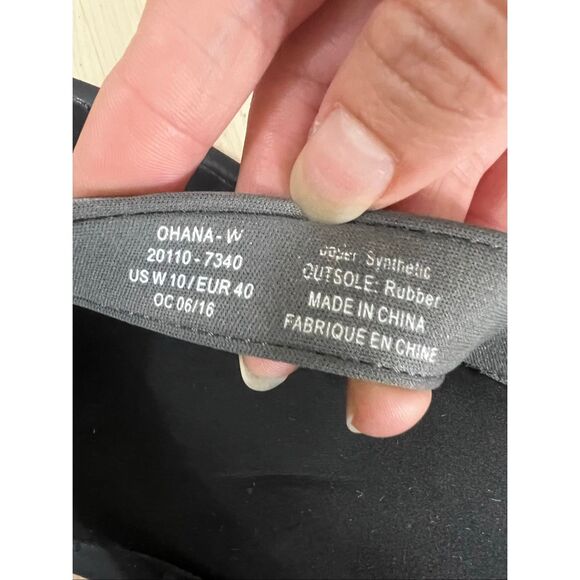 OHANA - W
20110 - 7340
US W 10 / EUR 40
OC 06/16
Upper Synthetic
OUTSOLE: Rubber
MADE IN CHINA
FABRIQUE EN CHINE